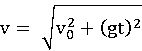 v = √(v₀² + (gt)²)